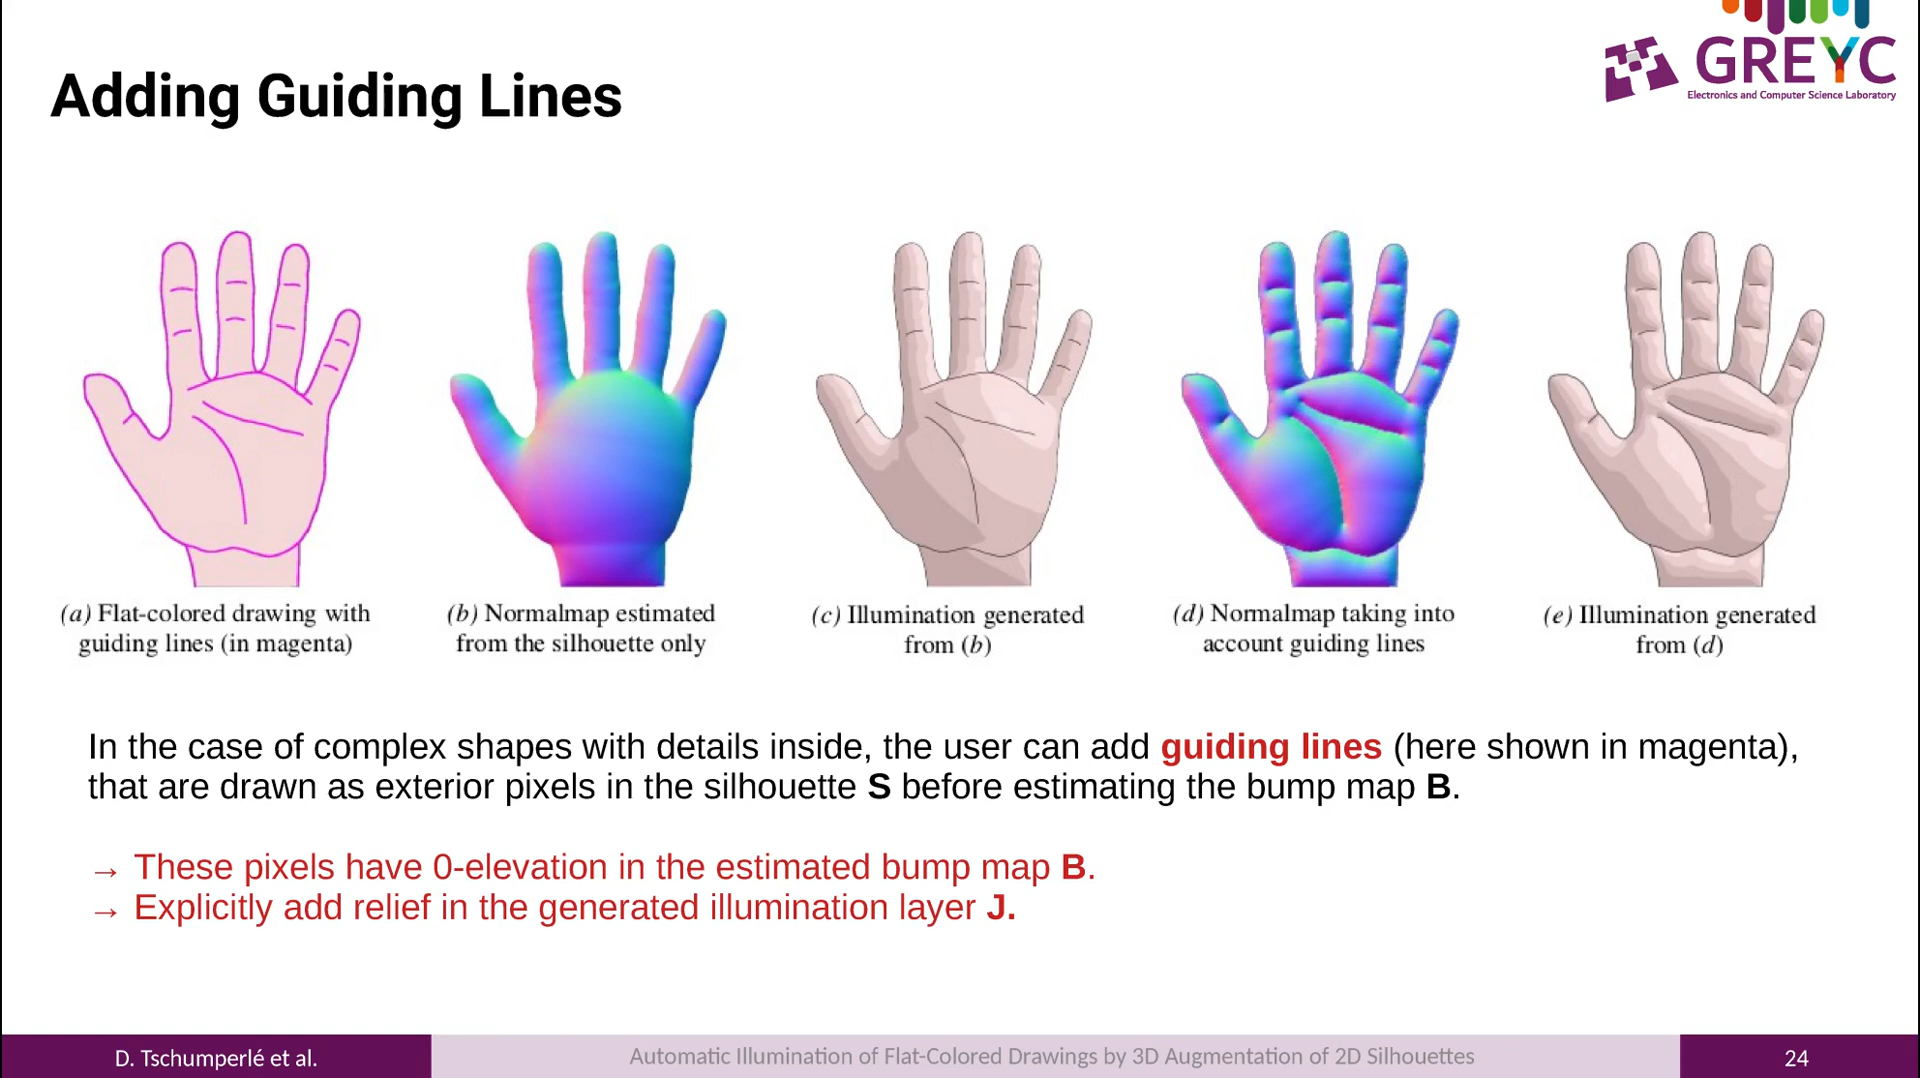 GREYC
Electronics and Computer Science Laboratory
Adding Guiding Lines
(a) Flat-colored drawing with
guiding lines (in magenta)
(b) Normalmap estimated
from the silhouette only
(c) Illumination generated
from (b)
(d) Normalmap taking into
account guiding lines
(e) Illumination generated
from (d)
In the case of complex shapes with details inside, the user can add guiding lines (here shown in magenta),
that are drawn as exterior pixels in the silhouette S before estimating the bump map B.
→ These pixels have 0-elevation in the estimated bump map B.
→ Explicitly add relief in the generated illumination layer J.
D. Tschumperlé et al.
Automatic Illumination of Flat-Colored Drawings by 3D Augmentation of 2D Silhouettes
24